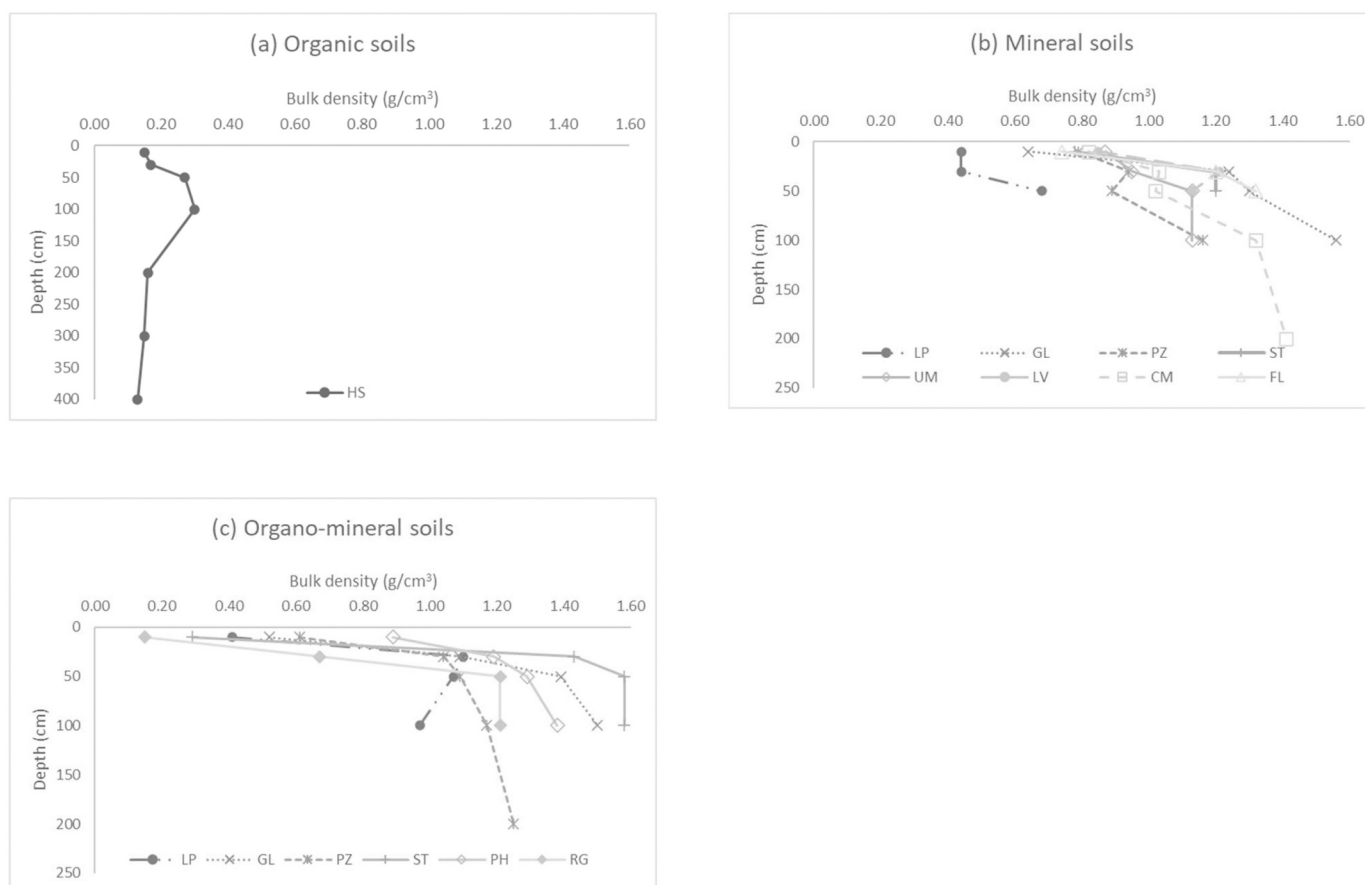 (a) Organic soils
Bulk density (g/cm³)
0.00 0.20 0.40 0.60 0.80 1.00 1.20 1.40 1.60
0
50
100
150
200
250
300
350
400
Depth (cm)
HS
(b) Mineral soils
Bulk density (g/cm³)
0.00 0.20 0.40 0.60 0.80 1.00 1.20 1.40 1.60
0
50
100
150
200
250
Depth (cm)
LP GL PZ ST
UM LV CM FL
(c) Organo-mineral soils
Bulk density (g/cm³)
0.00 0.20 0.40 0.60 0.80 1.00 1.20 1.40 1.60
0
50
100
150
200
250
Depth (cm)
LP GL PZ ST PH RG